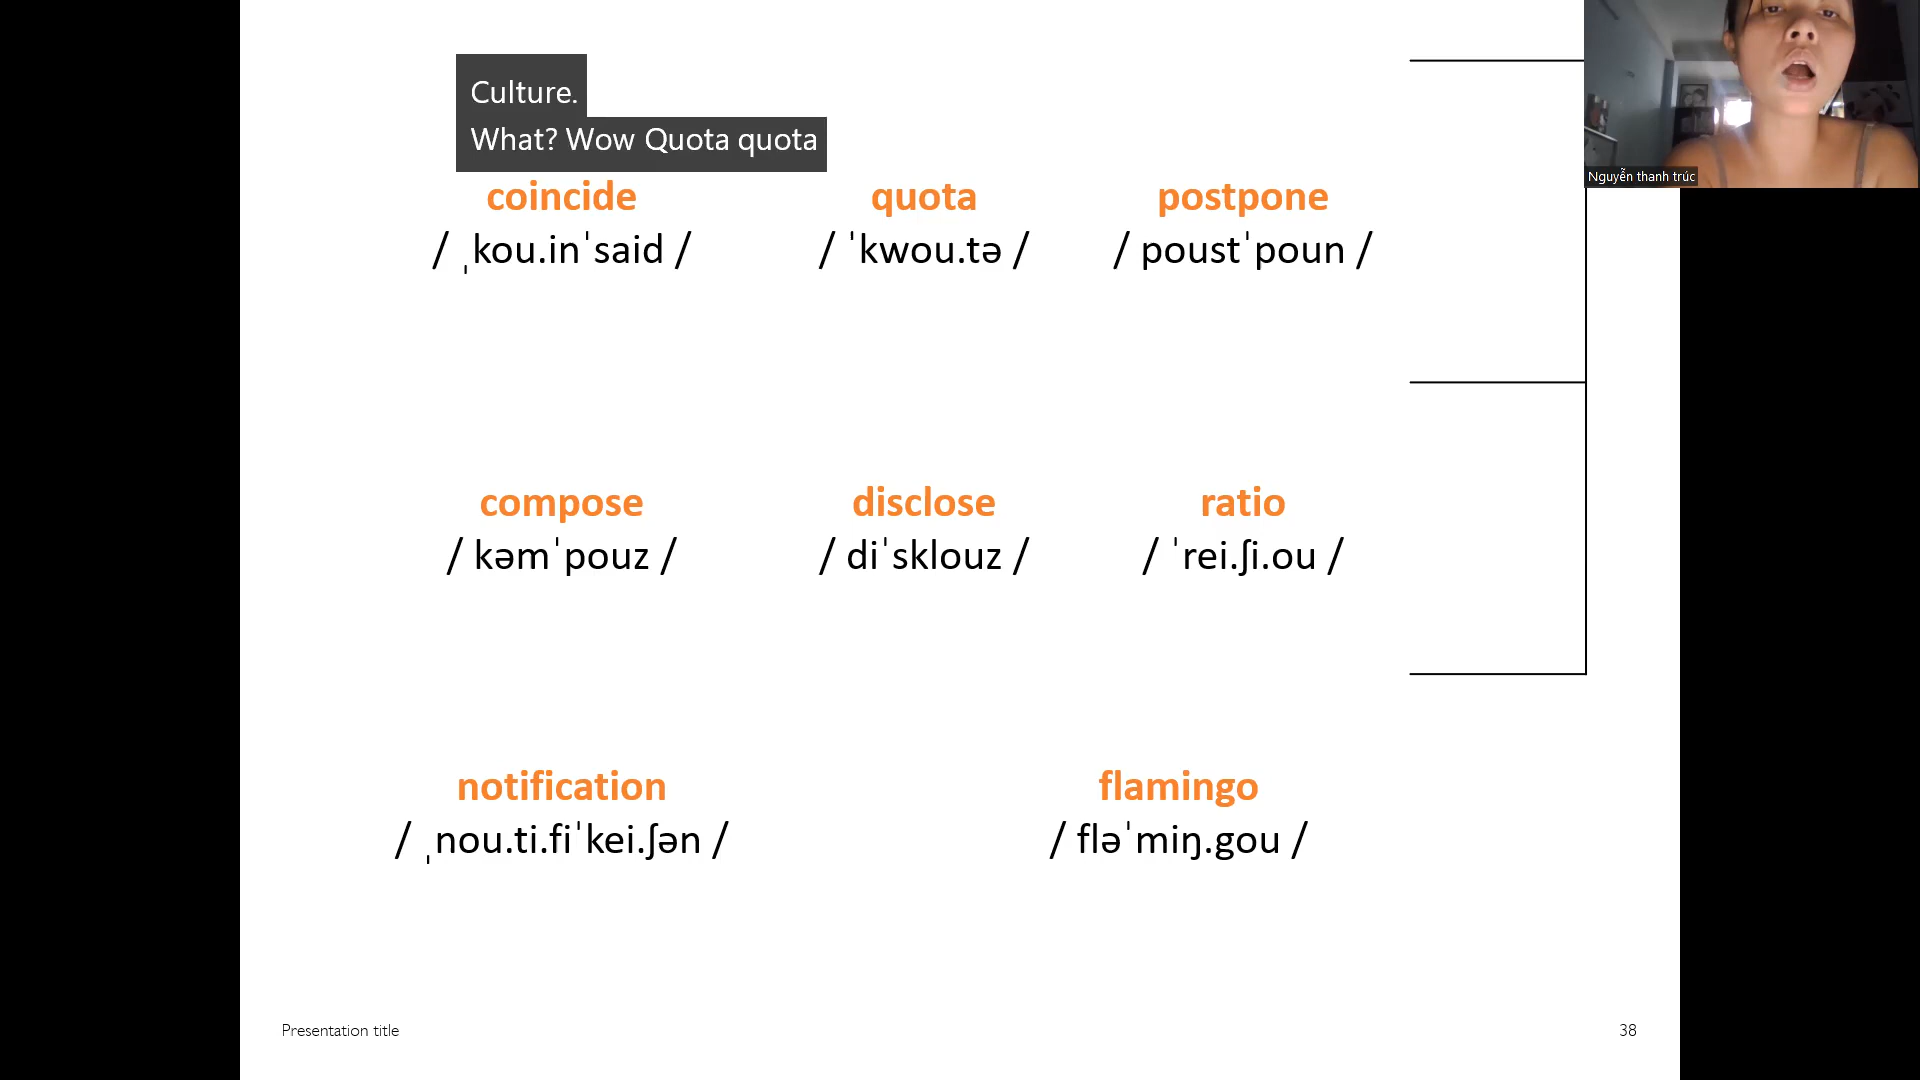 Culture.
What? Wow Quota quota
Nguyễn thanh trúc
coincide quota postpone
/ ˌkou.inˈsaid / / ˈkwou.tə / / poustˈpoun /
compose disclose ratio
/ kəmˈpouz / / diˈsklouz / / ˈrei.ʃi.ou /
notification flamingo
/ ˌnou.ti.fiˈkei.ʃən / / fləˈmiŋ.gou /
Presentation title 38